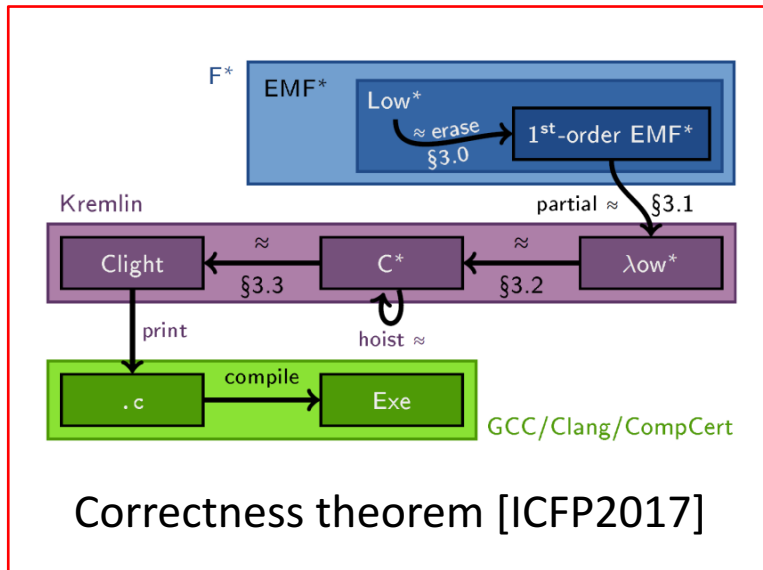 F*
EMF*
Low*
≈ erase
§3.0
1st-order EMF*
partial ≈ §3.1
Kremlin
Clight
≈
§3.3
C*
≈
§3.2
λow*
print
hoist ≈
.c
compile
Exe
GCC/Clang/CompCert
Correctness theorem [ICFP2017]